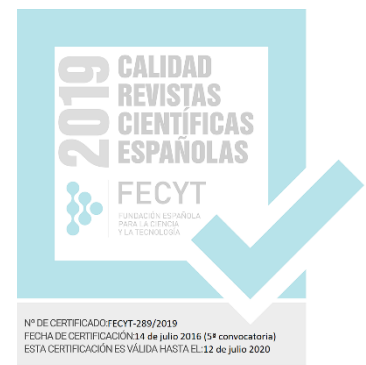 2019
CALIDAD
REVISTAS
CIENTÍFICAS
ESPAÑOLAS
FECYT
FUNDACIÓN ESPAÑOLA
PARA LA CIENCIA
Y LA TECNOLOGÍA
Nº DE CERTIFICADO:FECYT-289/2019
FECHA DE CERTIFICACIÓN:14 de julio 2016 (5ª convocatoria)
ESTA CERTIFICACIÓN ES VÁLIDA HASTA EL:12 de julio 2020